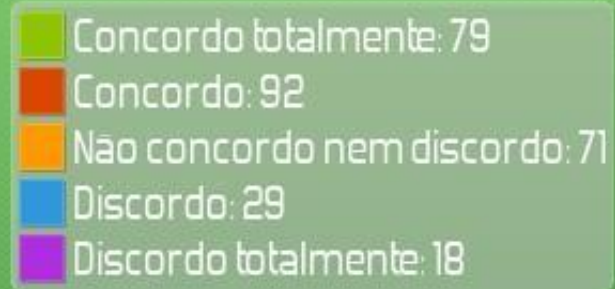 Concordo totalmente: 79
Concordo: 92
Não concordo nem discordo: 71
Discordo: 29
Discordo totalmente: 18